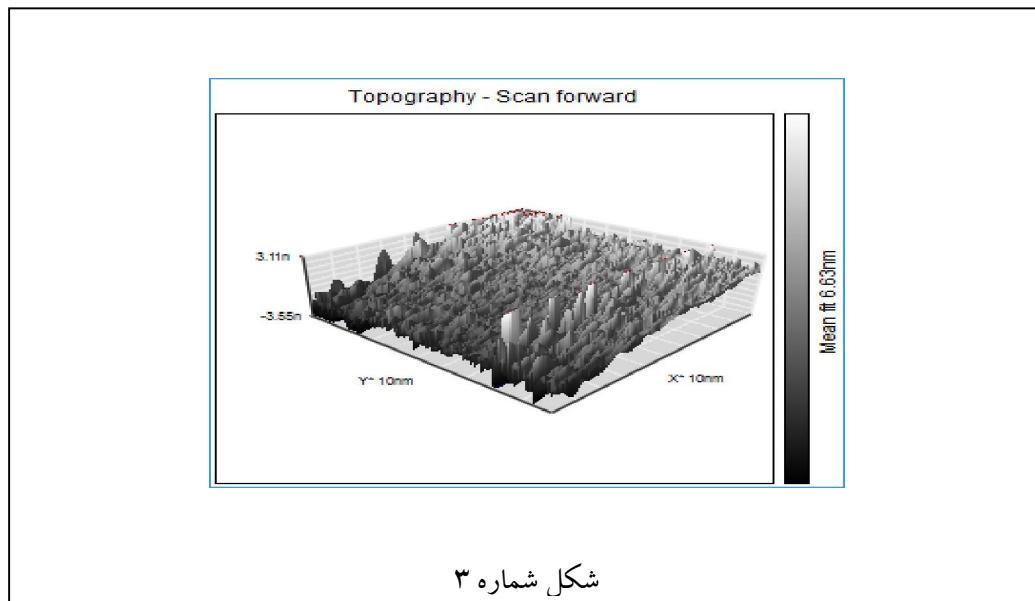 Topography - Scan forward
3.11n
-3.55n
Y* 10nm
X* 10nm
Mean fit 6.63nm
شکل شماره ۳